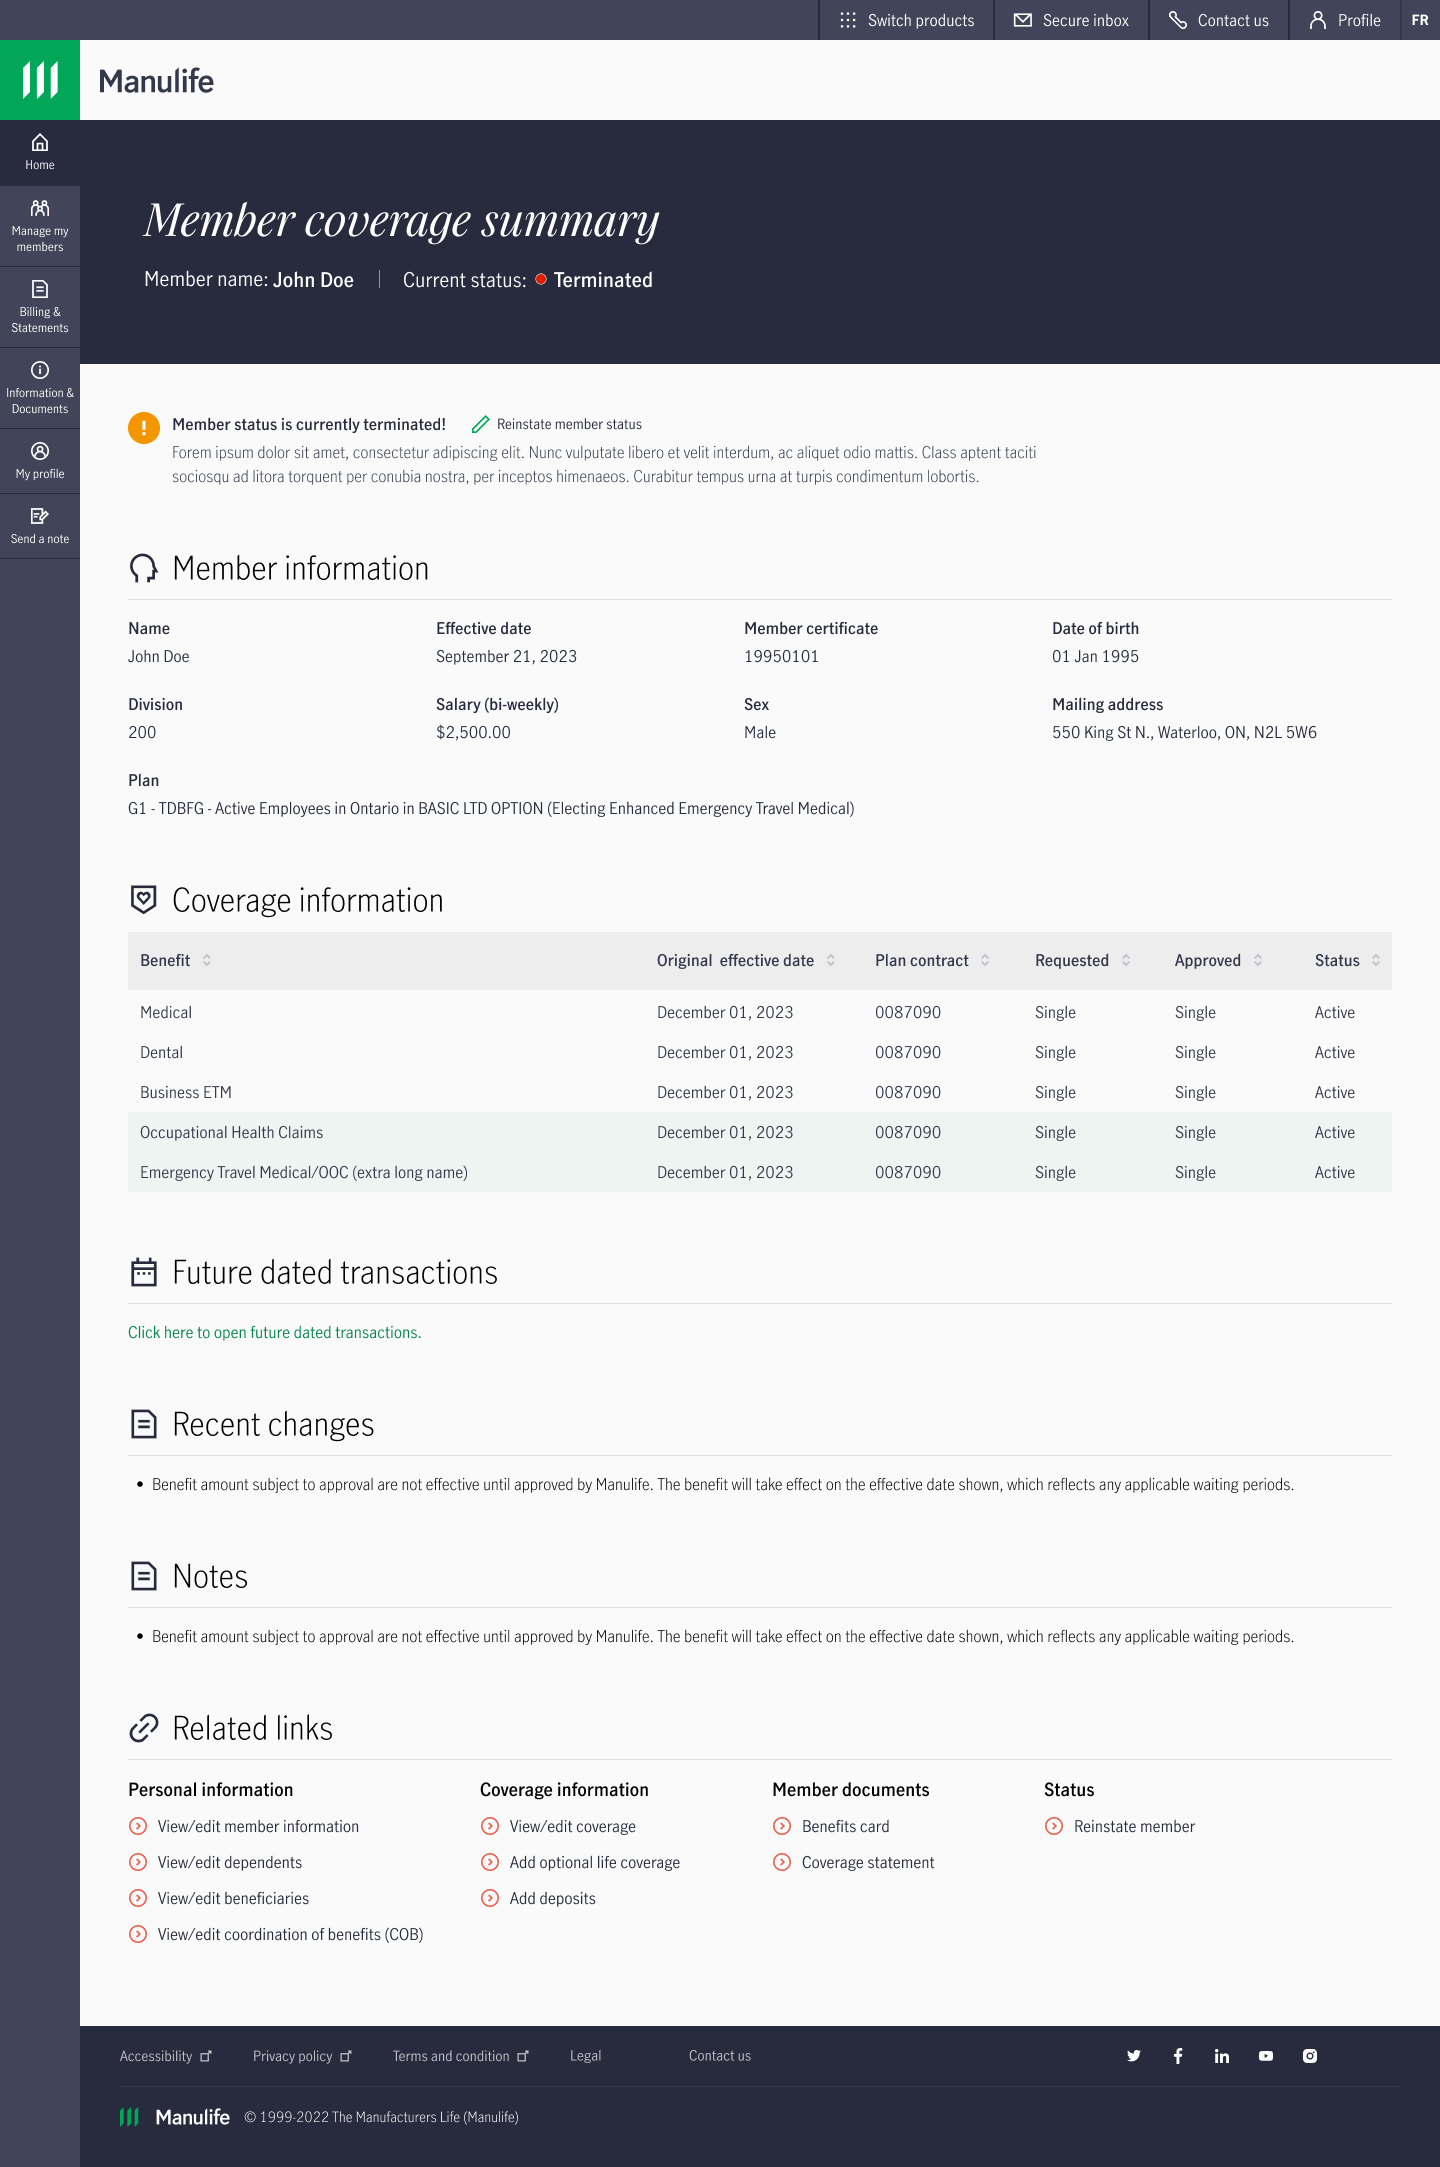 Switch products
Secure inbox
Contact us
Profile
FR
Manulife
Home
Manage my
members
Billing &
Statements
Information &
Documents
My profile
Send a note
Member coverage summary
Member name: John Doe
Current status: Terminated
Member status is currently terminated!
Reinstate member status
Forem ipsum dolor sit amet, consectetur adipiscing elit. Nunc vulputate libero et velit interdum, ac aliquet odio mattis. Class aptent taciti
sociosqu ad litora torquent per conubia nostra, per inceptos himenaeos. Curabitur tempus urna at turpis condimentum lobortis.
Member information
Name Effective date Member certificate Date of birth
John Doe September 21, 2023 19950101 01 Jan 1995
Division Salary (bi-weekly) Sex Mailing address
200 $2,500.00 Male 550 King St N., Waterloo, ON, N2L 5W6
Plan
G1 - TDBFG - Active Employees in Ontario in BASIC LTD OPTION (Electing Enhanced Emergency Travel Medical)
Coverage information
Benefit Original effective date Plan contract Requested Approved Status
Medical December 01, 2023 0087090 Single Single Active
Dental December 01, 2023 0087090 Single Single Active
Business ETM December 01, 2023 0087090 Single Single Active
Occupational Health Claims December 01, 2023 0087090 Single Single Active
Emergency Travel Medical/OOC (extra long name) December 01, 2023 0087090 Single Single Active
Future dated transactions
Click here to open future dated transactions.
Recent changes
• Benefit amount subject to approval are not effective until approved by Manulife. The benefit will take effect on the effective date shown, which reflects any applicable waiting periods.
Notes
• Benefit amount subject to approval are not effective until approved by Manulife. The benefit will take effect on the effective date shown, which reflects any applicable waiting periods.
Related links
Personal information Coverage information Member documents Status
View/edit member information View/edit coverage Benefits card Reinstate member
View/edit dependents Add optional life coverage Coverage statement
View/edit beneficiaries Add deposits
View/edit coordination of benefits (COB)
Accessibility Privacy policy Terms and condition Legal Contact us
Manulife © 1999-2022 The Manufacturers Life (Manulife)